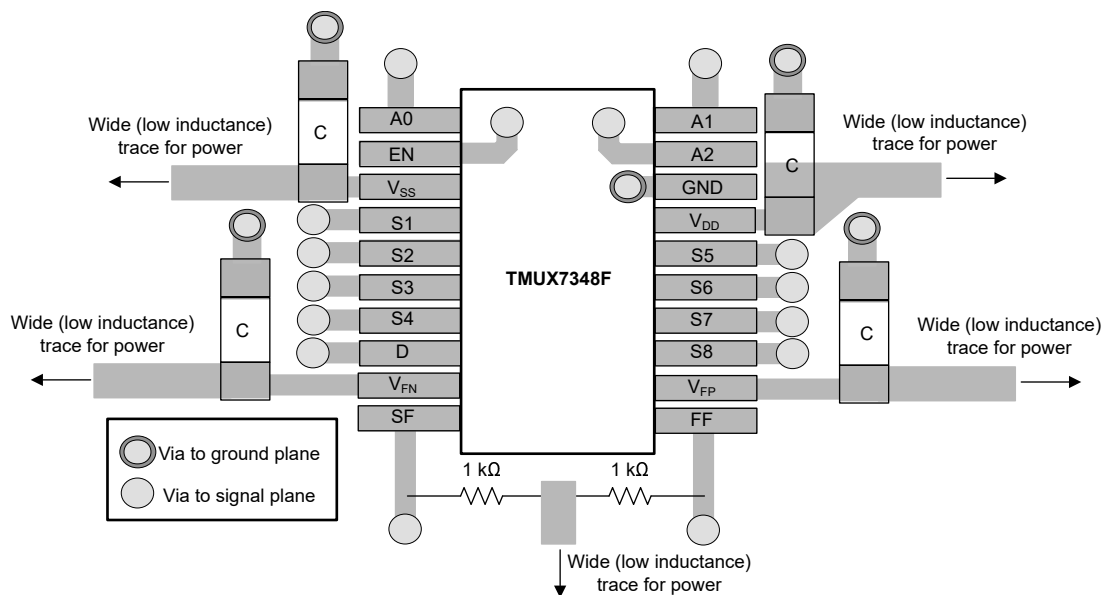 A0
A1
Wide (low inductance)
trace for power
C
EN
A2
C
Wide (low inductance)
trace for power
VSS
GND
S1
VDD
S2
S5
TMUX7348F
S3
S6
Wide (low inductance)
trace for power
C
S4
S7
C
Wide (low inductance)
trace for power
D
S8
VFN
VFP
SF
FF
Via to ground plane
Via to signal plane
1 kΩ
1 kΩ
Wide (low inductance)
trace for power